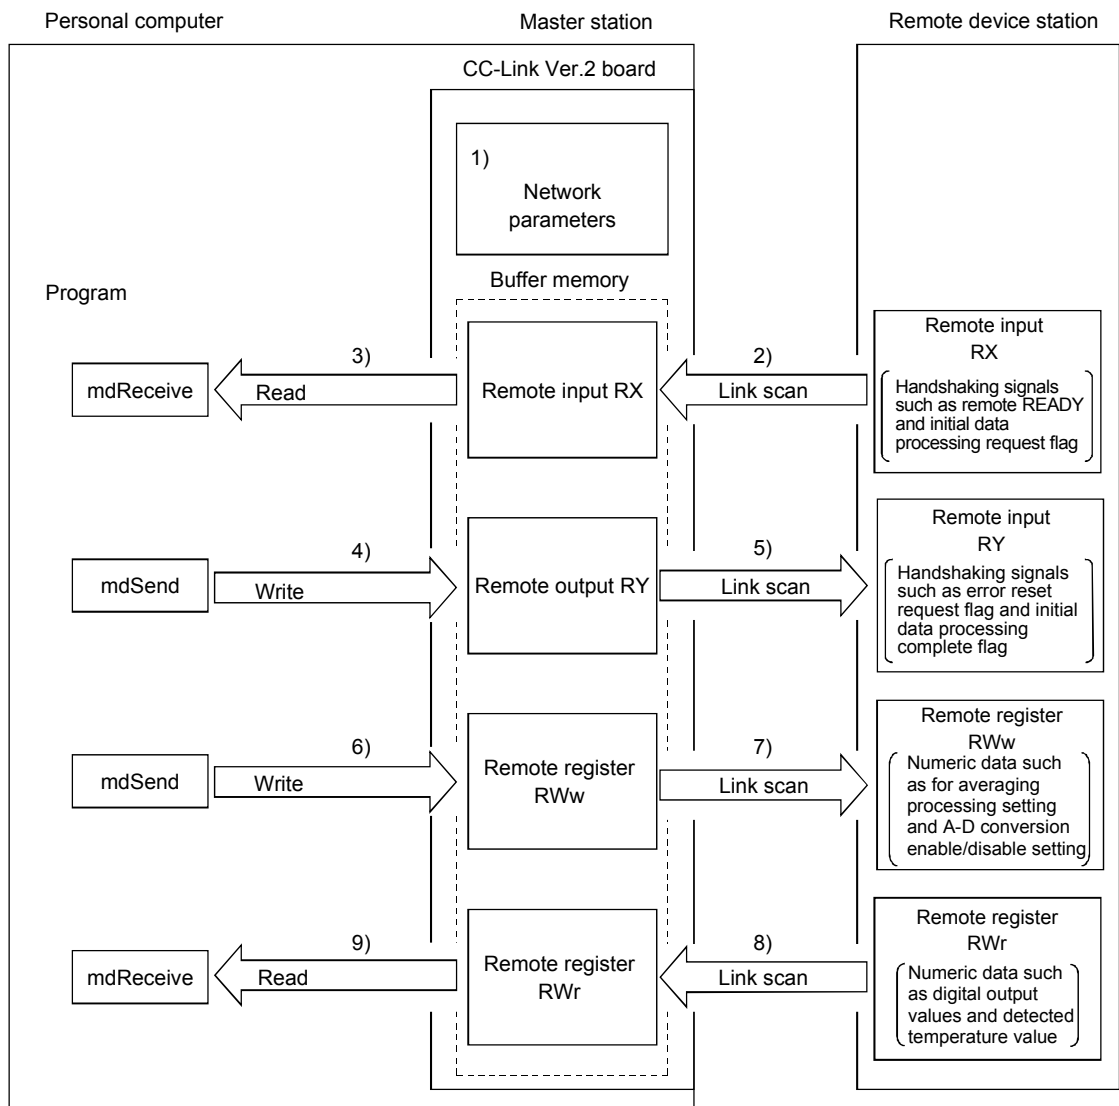 Personal computer
Master station
Remote device station
CC-Link Ver.2 board
1)
Network
parameters
Buffer memory
Program
mdReceive
3)
Read
Remote input RX
2)
Link scan
Remote input
RX
Handshaking signals
such as remote READY
and initial data
processing request flag
mdSend
4)
Write
Remote output RY
5)
Link scan
Remote input
RY
Handshaking signals
such as error reset
request flag and initial
data processing
complete flag
mdSend
6)
Write
Remote register
RWw
7)
Link scan
Remote register
RWw
Numeric data such
as for averaging
processing setting
and A-D conversion
enable/disable setting
mdReceive
9)
Read
Remote register
RWr
8)
Link scan
Remote register
RWr
Numeric data such
as digital output
values and detected
temperature value